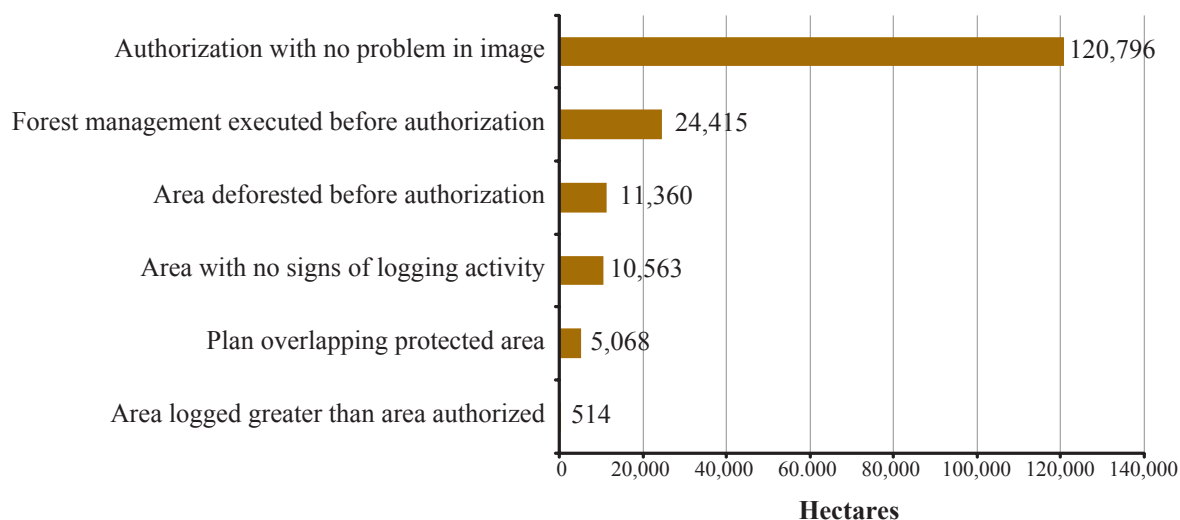 Authorization with no problem in image 120,796
Forest management executed before authorization 24,415
Area deforested before authorization 11,360
Area with no signs of logging activity 10,563
Plan overlapping protected area 5,068
Area logged greater than area authorized 514
0 20,000 40,000 60.000 80,000 100,000 120,000 140,000
Hectares